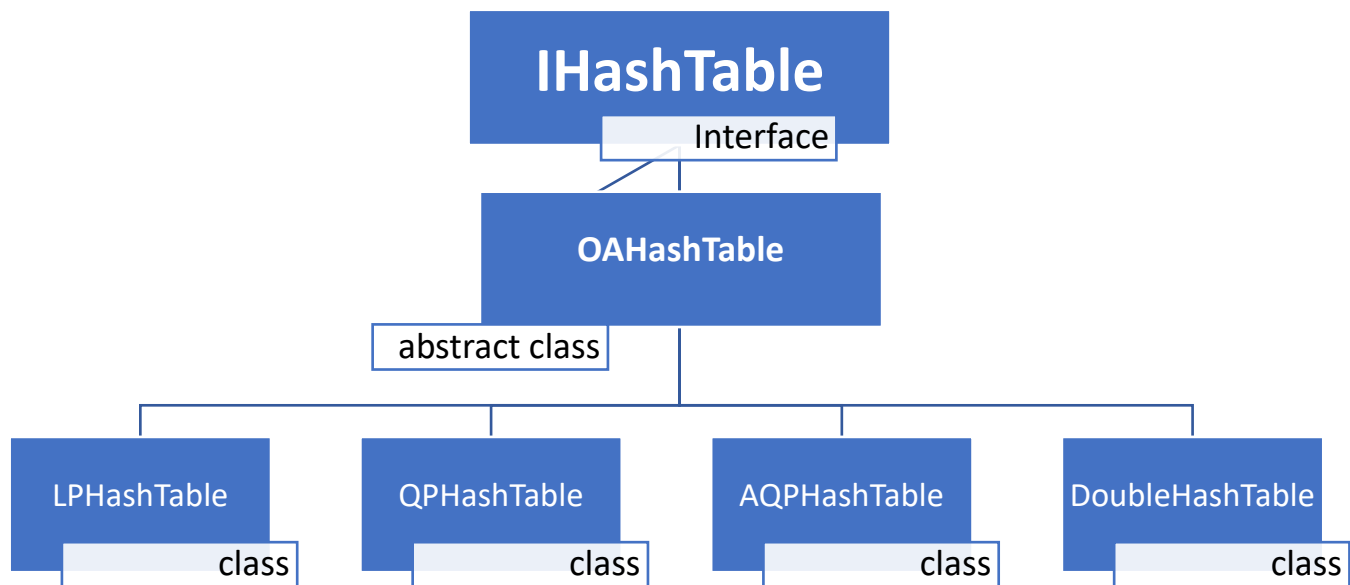 IHashTable
Interface
OAHashTable
abstract class
LPHashTable
class
QPHashTable
class
AQPHashTable
class
DoubleHashTable
class